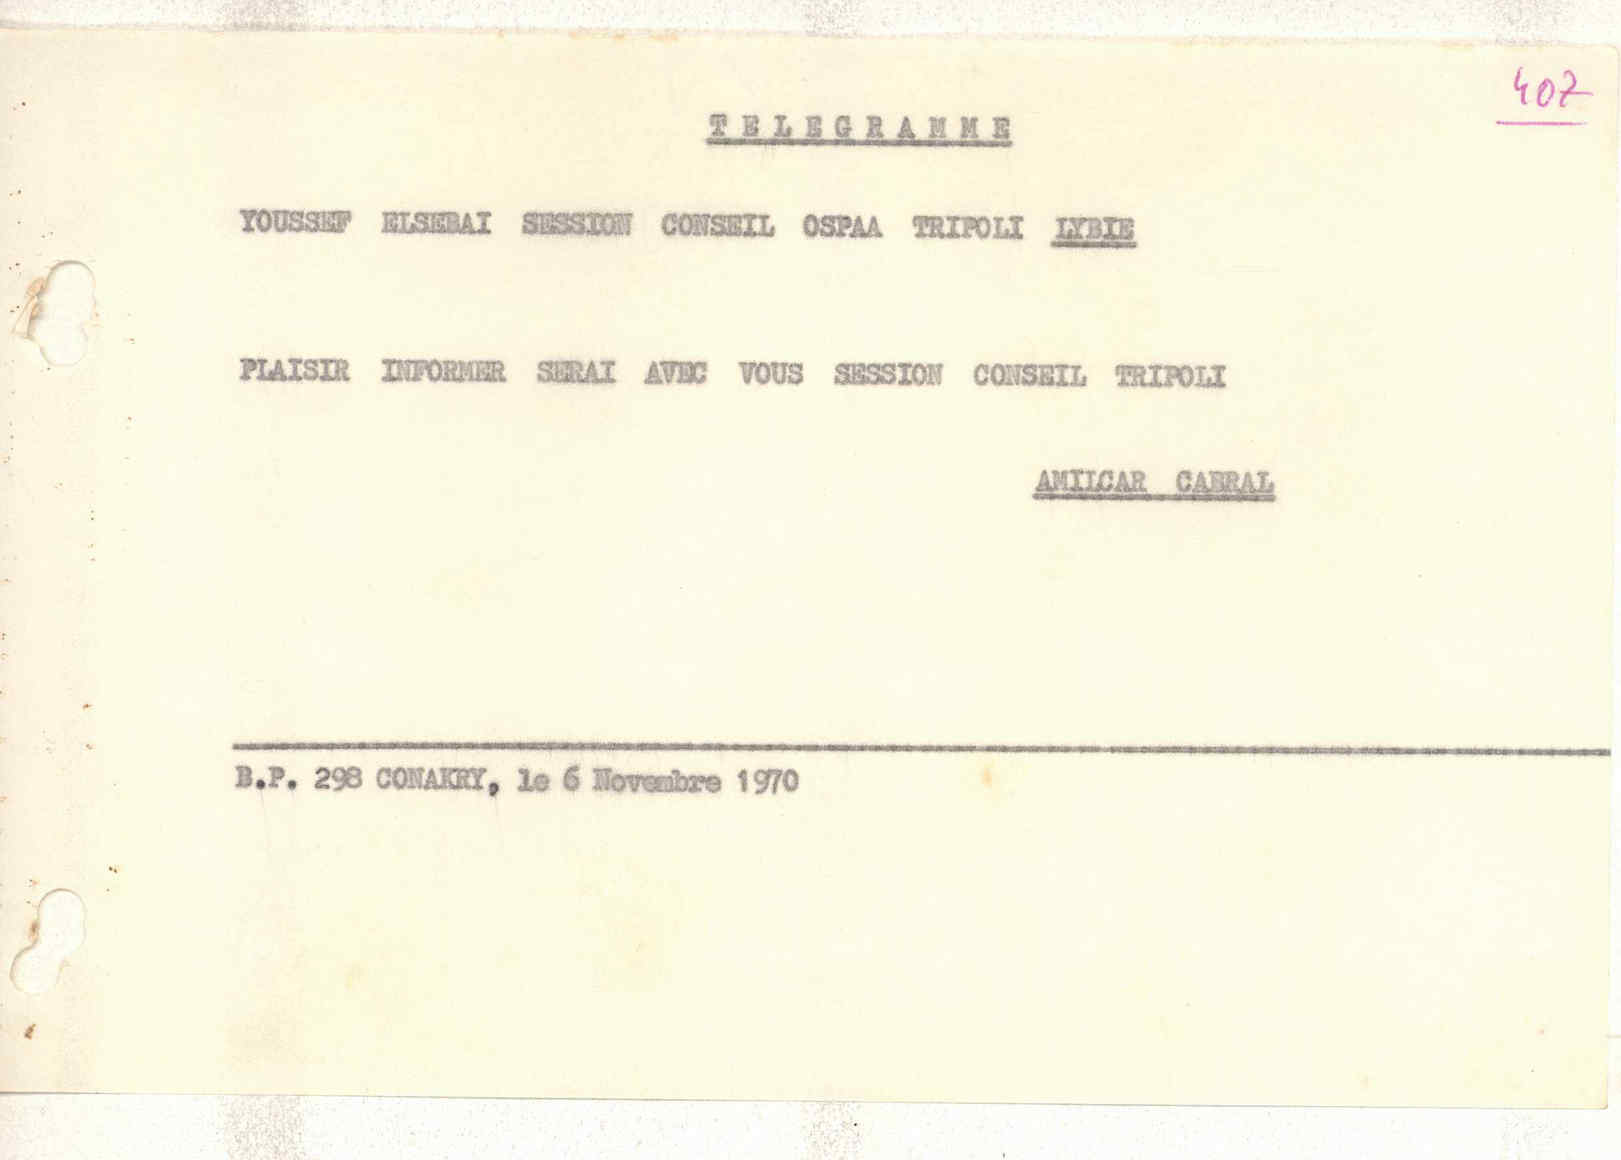 407
TELEGRAMME
YOUSSEF ELSEBAI SESSION CONSEIL OSPAA TRIPOLI LYBIE
PLAISIR INFORMER SERAI AVEC VOUS SESSION CONSEIL TRIPOLI
AMILCAR CABRAL
B.P. 298 CONAKRY, le 6 Novembre 1970